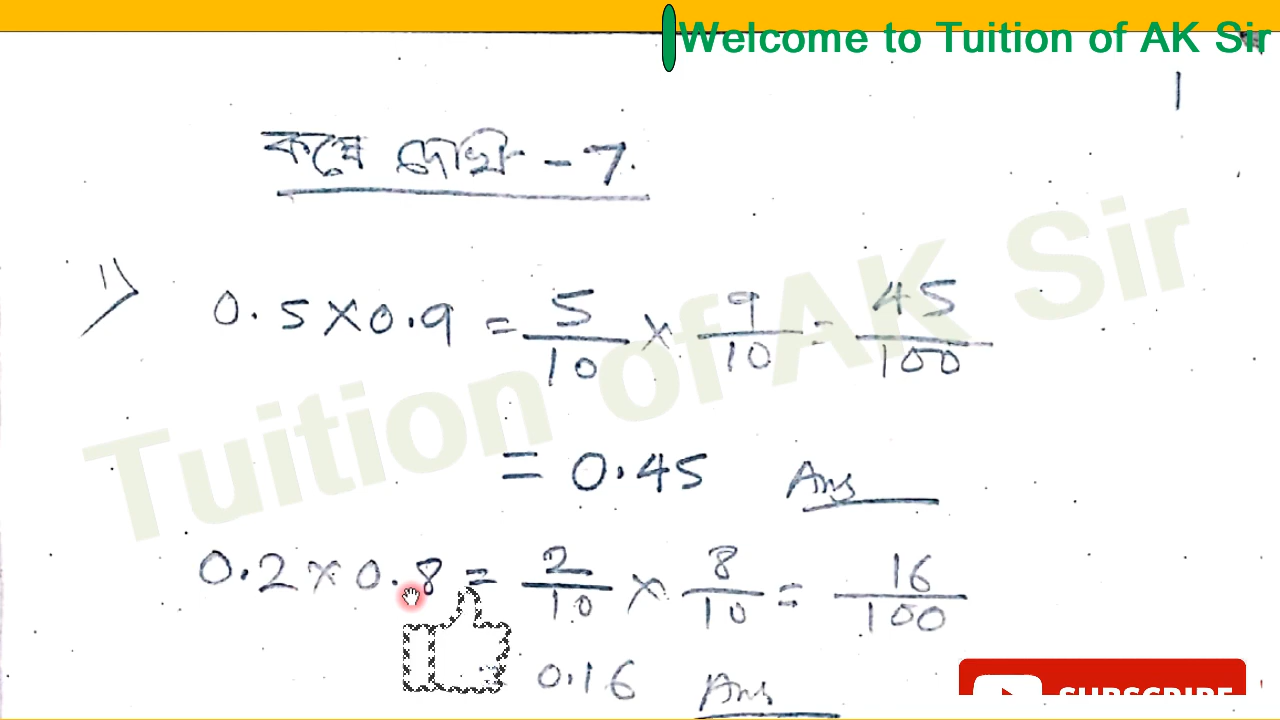 Welcome to Tuition of AK Sir
1
কষে দেখি - 7.
1) 0.5 × 0.9 = 5/10 × 9/10 = 45/100
= 0.45 Ans
0.2 × 0.8 = 2/10 × 8/10 = 16/100
= 0.16 Ans
Tuition of AK Sir
SUBSCRIBE